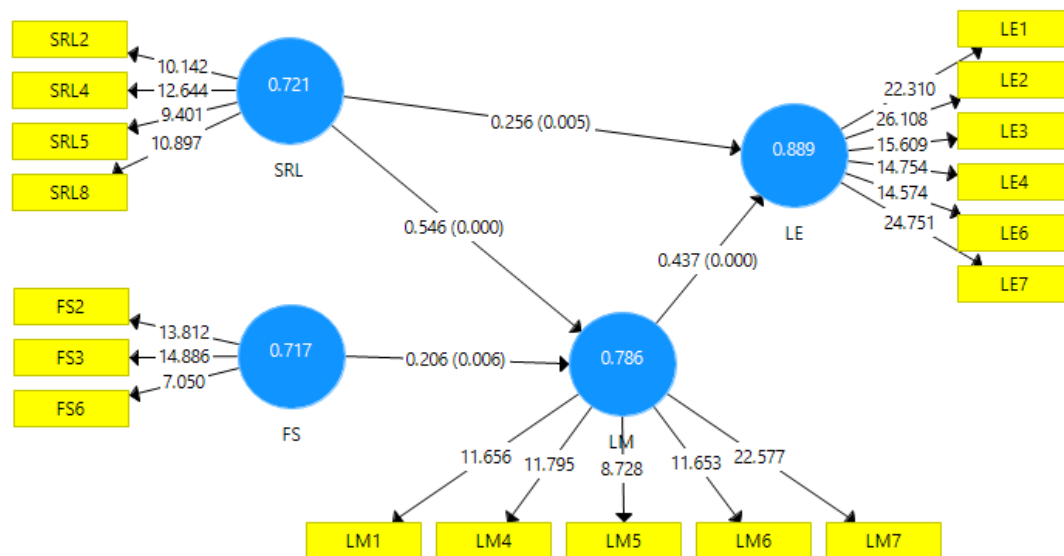 SRL2
SRL4
SRL5
SRL8
10.142
12.644
9.401
10.897
0.721
SRL
0.256 (0.005)
0.546 (0.000)
0.889
LE
22.310
26.108
15.609
14.754
14.574
24.751
LE1
LE2
LE3
LE4
LE6
LE7
0.437 (0.000)
FS2
FS3
FS6
13.812
14.886
7.050
0.717
FS
0.206 (0.006)
0.786
LM
11.656
11.795
8.728
11.653
22.577
LM1
LM4
LM5
LM6
LM7